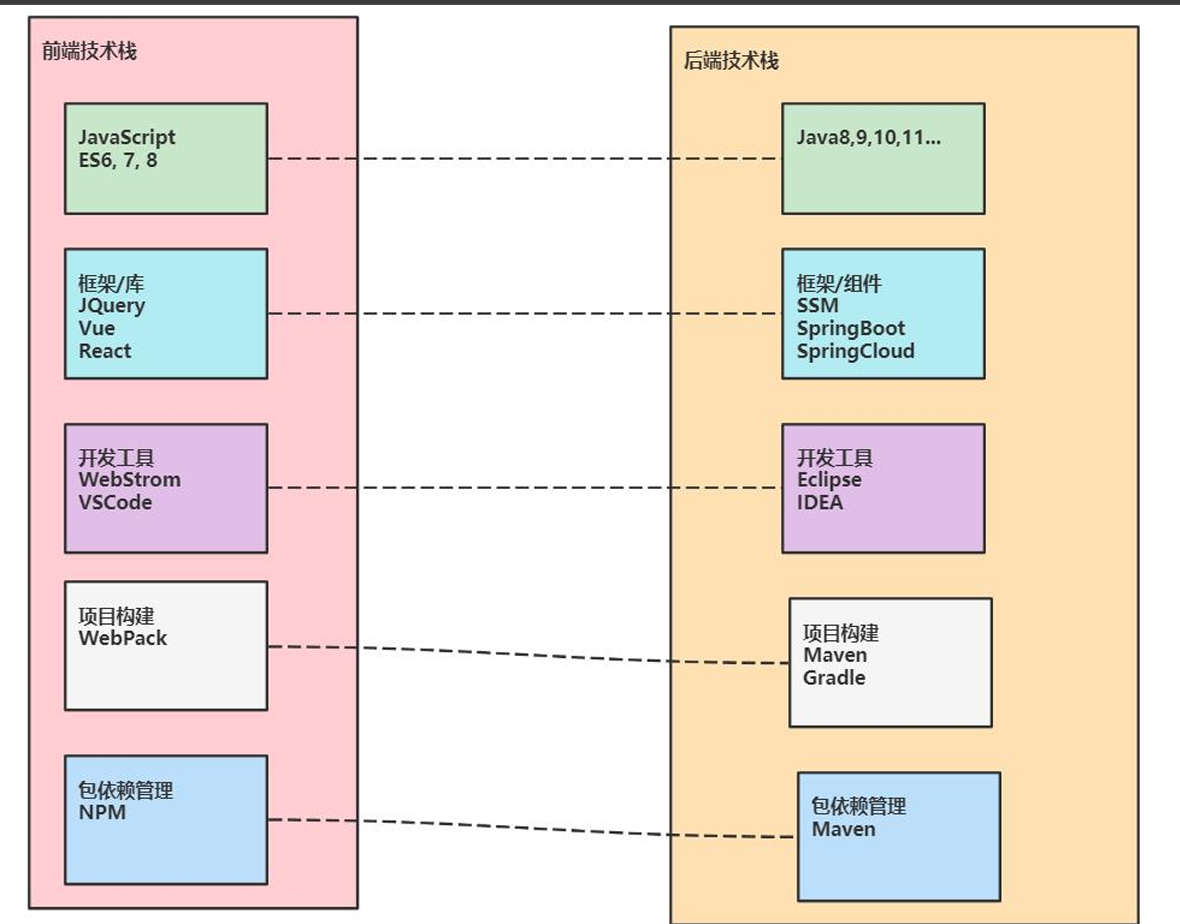 前端技术栈
JavaScript
ES6, 7, 8
框架/库
JQuery
Vue
React
开发工具
WebStrom
VSCode
项目构建
WebPack
包依赖管理
NPM
后端技术栈
Java8,9,10,11...
框架/组件
SSM
SpringBoot
SpringCloud
开发工具
Eclipse
IDEA
项目构建
Maven
Gradle
包依赖管理
Maven